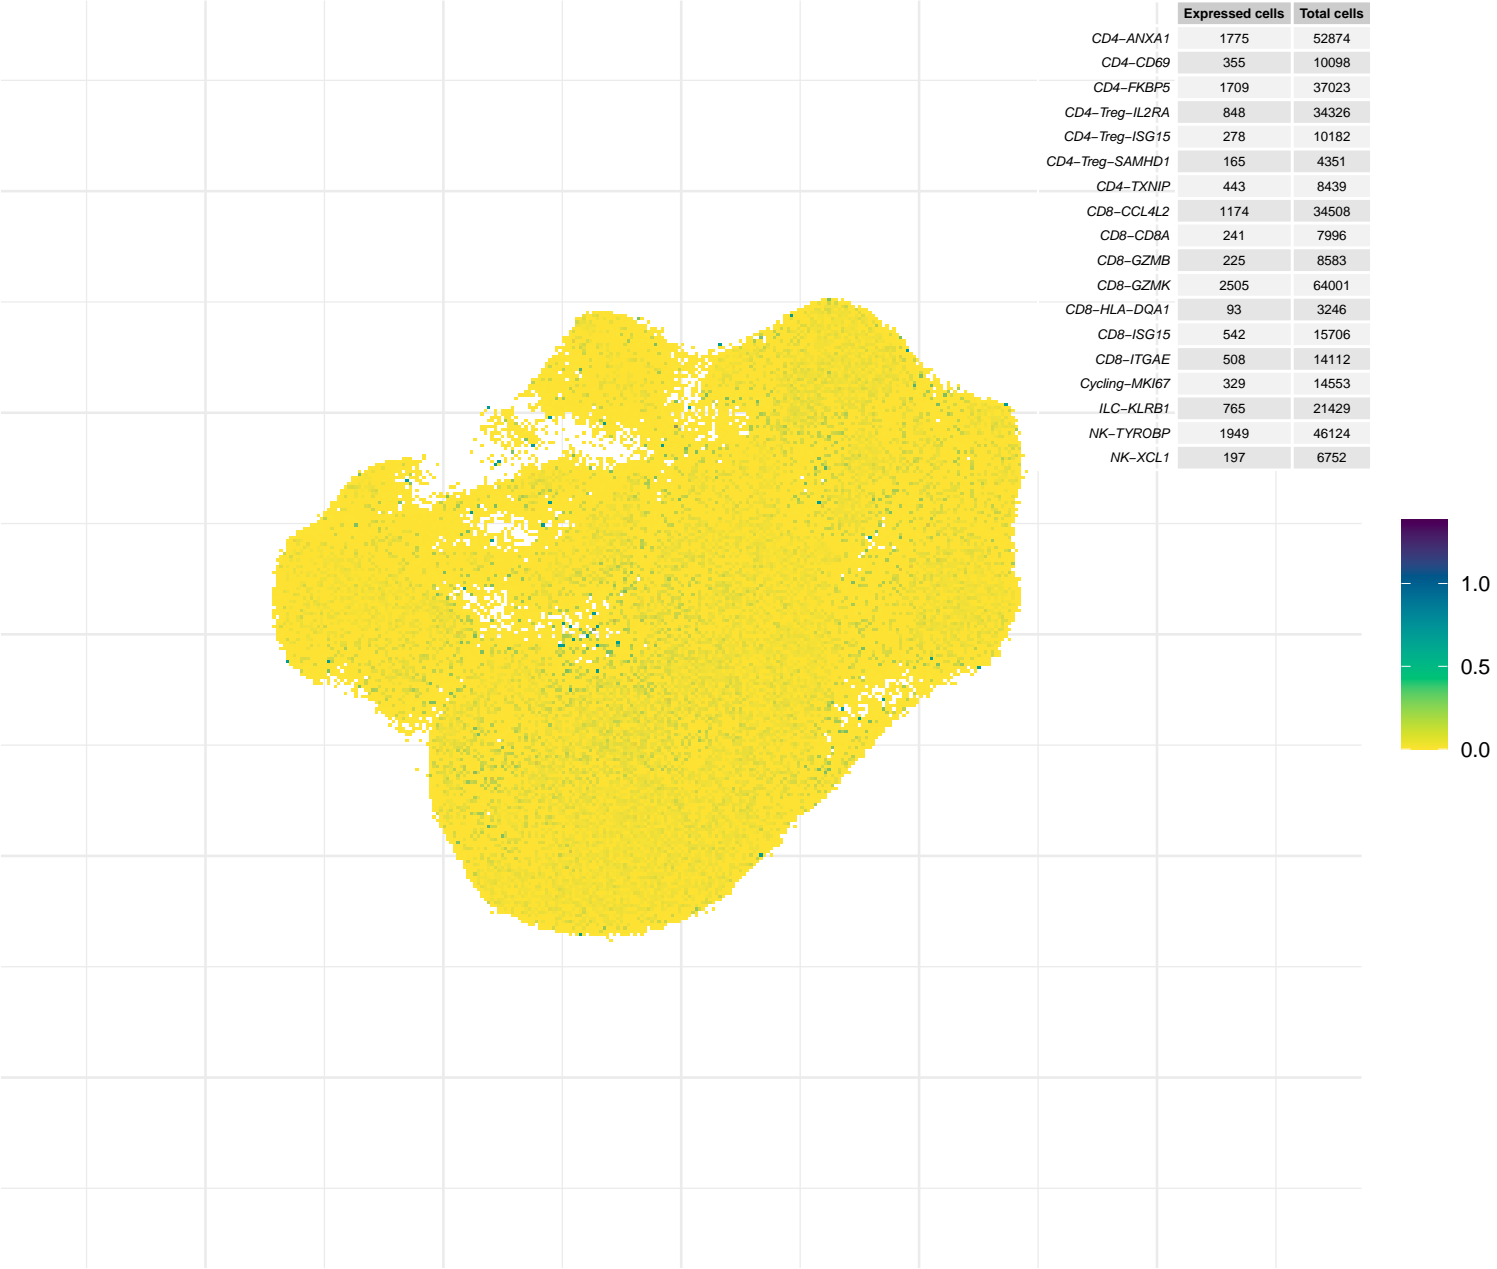 Expressed cells Total cells
CD4−ANXA1 1775 52874
CD4−CD69 355 10098
CD4−FKBP5 1709 37023
CD4−Treg−IL2RA 848 34326
CD4−Treg−ISG15 278 10182
CD4−Treg−SAMHD1 165 4351
CD4−TXNIP 443 8439
CD8−CCL4L2 1174 34508
CD8−CD8A 241 7996
CD8−GZMB 225 8583
CD8−GZMK 2505 64001
CD8−HLA−DQA1 93 3246
CD8−ISG15 542 15706
CD8−ITGAE 508 14112
Cycling−MKI67 329 14553
ILC−KLRB1 765 21429
NK−TYROBP 1949 46124
NK−XCL1 197 6752
1.0
0.5
0.0